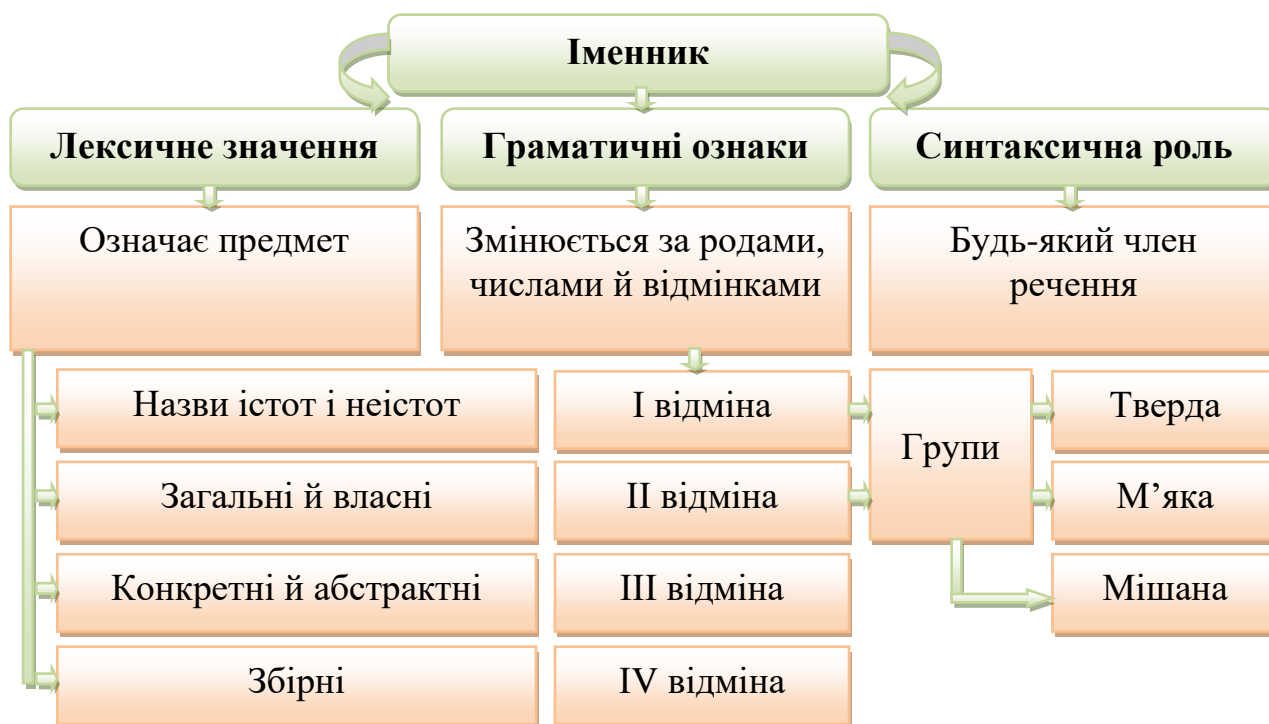 Іменник
Лексичне значення
Граматичні ознаки
Синтаксична роль
Означає предмет
Змінюється за родами,
числами й відмінками
Будь-який член
речення
Назви істот і неістот
Загальні й власні
Конкретні й абстрактні
Збірні
І відміна
ІІ відміна
ІІІ відміна
IV відміна
Групи
Тверда
М’яка
Мішана